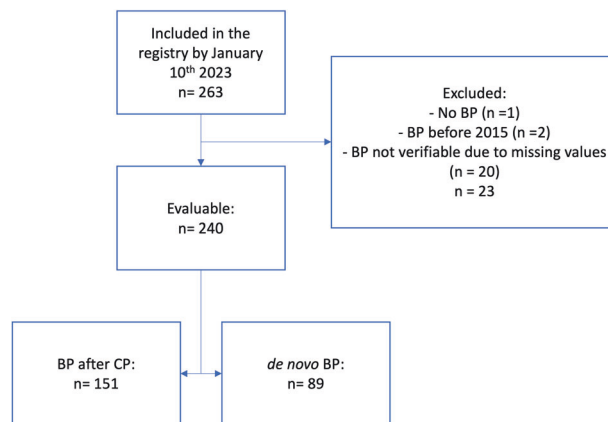 Included in the
registry by January
10th 2023
n= 263
Excluded:
- No BP (n =1)
- BP before 2015 (n =2)
- BP not verifiable due to missing values
(n = 20)
n = 23
Evaluable:
n= 240
BP after CP:
n= 151
de novo BP:
n= 89